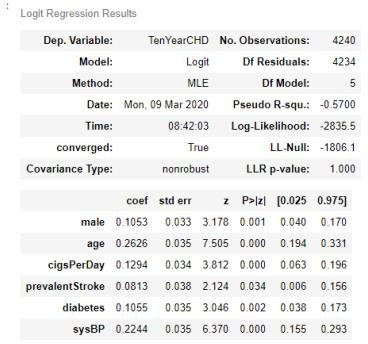 :
Logit Regression Results
Dep. Variable: TenYearCHD No. Observations: 4240
Model: Logit Df Residuals: 4234
Method: MLE Df Model: 5
Date: Mon, 09 Mar 2020 Pseudo R-squ.: -0.5700
Time: 08:42:03 Log-Likelihood: -2835.5
converged: True LL-Null: -1806.1
Covariance Type: nonrobust LLR p-value: 1.000
coef std err z P>|z| [0.025 0.975]
male 0.1053 0.033 3.178 0.001 0.040 0.170
age 0.2626 0.035 7.505 0.000 0.194 0.331
cigsPerDay 0.1294 0.034 3.812 0.000 0.063 0.196
prevalentStroke 0.0813 0.038 2.124 0.034 0.006 0.156
diabetes 0.1055 0.035 3.046 0.002 0.038 0.173
sysBP 0.2244 0.035 6.370 0.000 0.155 0.293